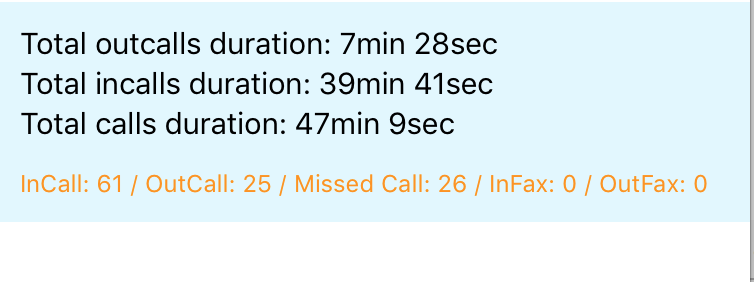 Total outcalls duration: 7min 28sec
Total incalls duration: 39min 41sec
Total calls duration: 47min 9sec
InCall: 61 / OutCall: 25 / Missed Call: 26 / InFax: 0 / OutFax: 0